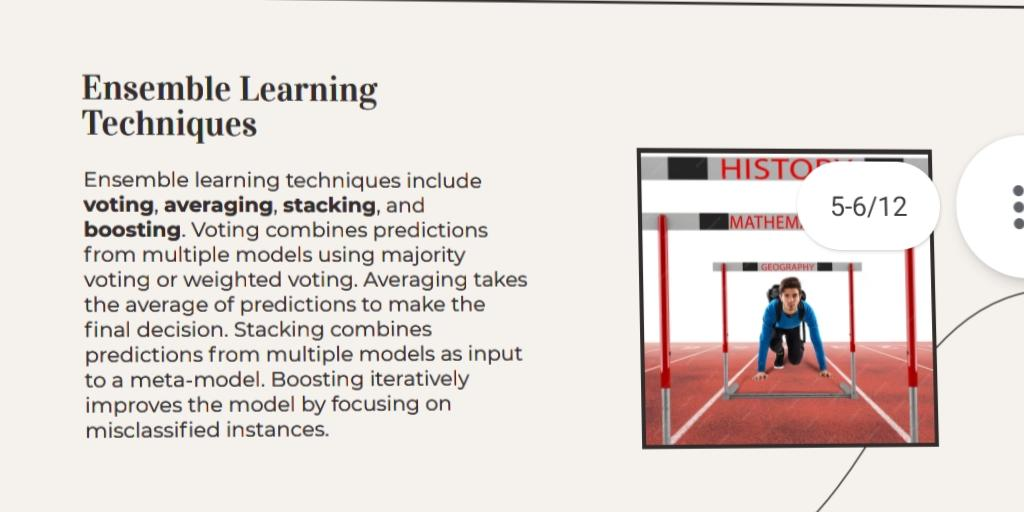 Ensemble Learning
Techniques
Ensemble learning techniques include
voting, averaging, stacking, and
boosting. Voting combines predictions
from multiple models using majority
voting or weighted voting. Averaging takes
the average of predictions to make the
final decision. Stacking combines
predictions from multiple models as input
to a meta-model. Boosting iteratively
improves the model by focusing on
misclassified instances.
5-6/12
GEOGRAPHY